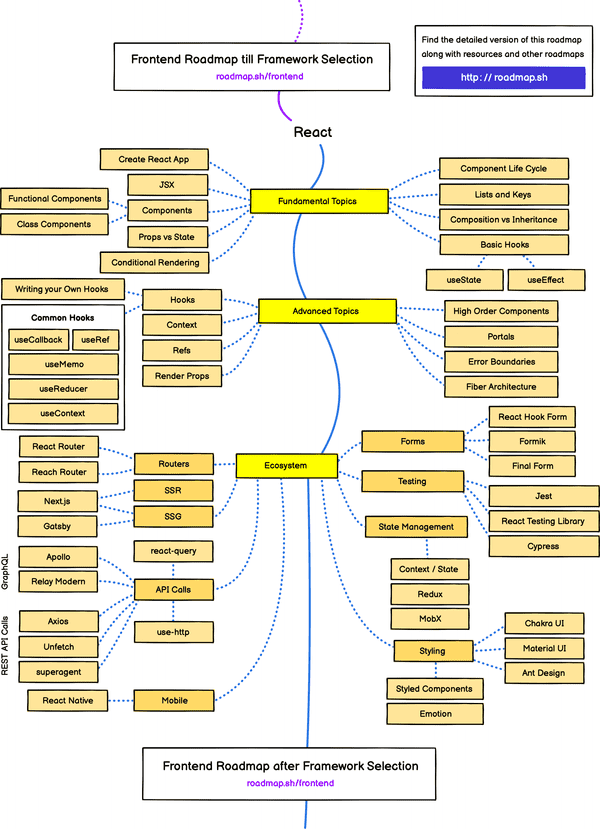 Frontend Roadmap till Framework Selection
roadmap.sh/frontend
Find the detailed version of this roadmap
along with resources and other roadmaps
http: // roadmap.sh
React
Fundamental Topics
Create React App
JSX
Components
Functional Components
Class Components
Props vs State
Conditional Rendering
Component Life Cycle
Lists and Keys
Composition vs Inheritance
Basic Hooks
useState
useEffect
Advanced Topics
Hooks
Writing your Own Hooks
Common Hooks
useCallback
useRef
useMemo
useReducer
useContext
Context
Refs
Render Props
High Order Components
Portals
Error Boundaries
Fiber Architecture
Ecosystem
Routers
React Router
Reach Router
SSR
SSG
Next.js
Gatsby
API Calls
react-query
use-http
GraphQL
Apollo
Relay Modern
REST API Calls
Axios
Unfetch
superagent
Mobile
React Native
Forms
React Hook Form
Formik
Final Form
Testing
Jest
React Testing Library
Cypress
State Management
Context / State
Redux
MobX
Styling
Chakra UI
Material UI
Ant Design
Styled Components
Emotion
Frontend Roadmap after Framework Selection
roadmap.sh/frontend